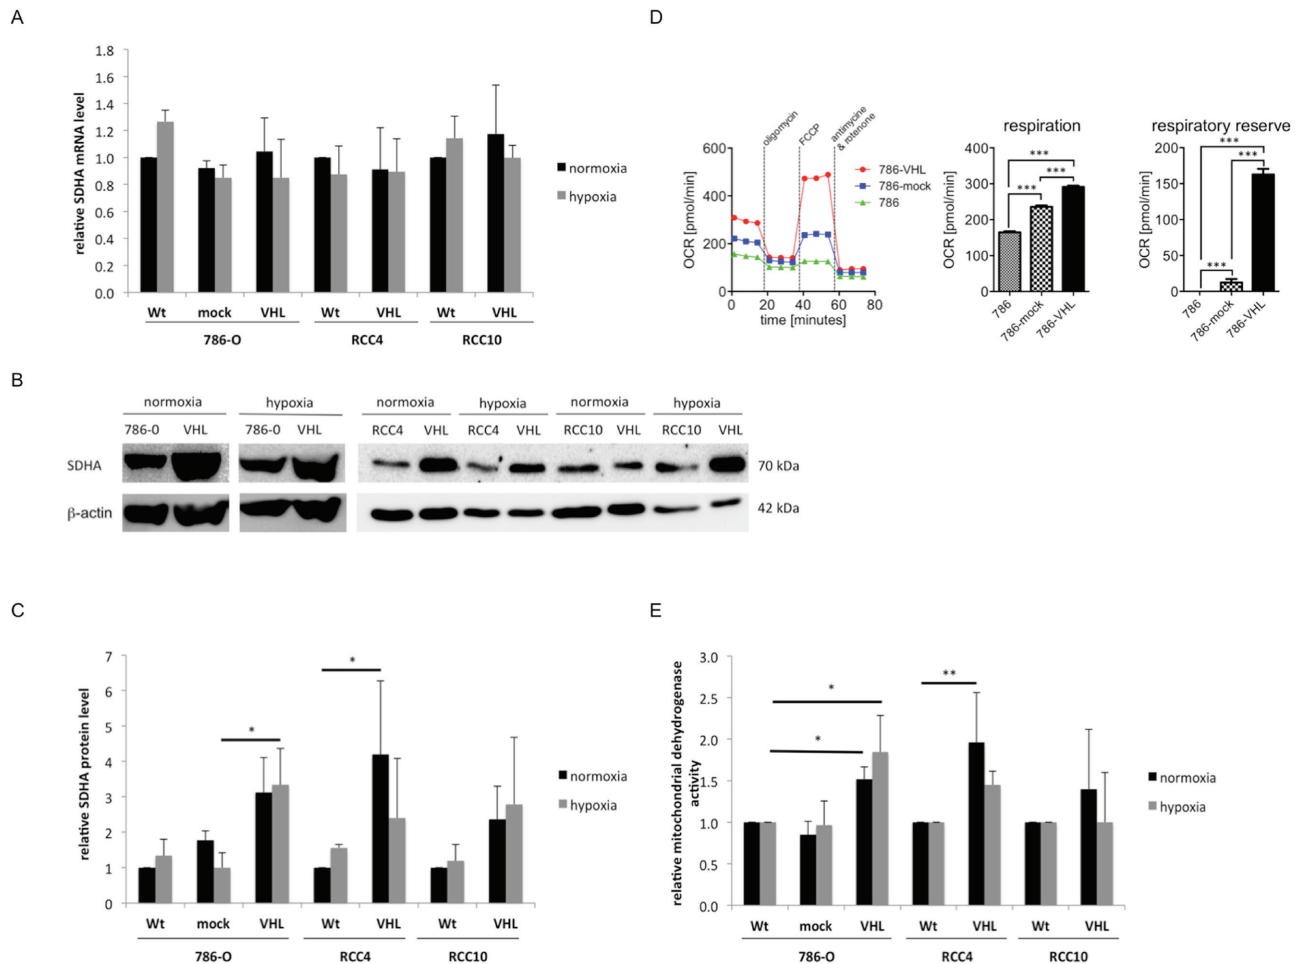 A
relative SDHA mRNA level
1.8
1.6
1.4
1.2
1.0
0.8
0.6
0.4
0.2
0.0
Wt mock VHL Wt VHL Wt VHL
786-O RCC4 RCC10
normoxia
hypoxia
B
normoxia hypoxia normoxia hypoxia normoxia hypoxia
786-0 VHL 786-0 VHL RCC4 VHL RCC4 VHL RCC10 VHL RCC10 VHL
SDHA 70 kDa
β-actin 42 kDa
C
relative SDHA protein level
7
6
5
4
3
2
1
0
*
*
Wt mock VHL Wt VHL Wt VHL
786-O RCC4 RCC10
normoxia
hypoxia
D
oligomycin
FCCP
antimycine
& rotenone
OCR [pmol/min]
600
400
200
0
0 20 40 60 80
time [minutes]
786-VHL
786-mock
786
respiration
OCR [pmol/min]
400
300
200
100
0
***
***
***
786
786-mock
786-VHL
respiratory reserve
OCR [pmol/min]
200
150
100
50
0
***
***
***
786
786-mock
786-VHL
E
relative mitochondrial dehydrogenase
activity
3.0
2.5
2.0
1.5
1.0
0.5
0.0
*
*
**
Wt mock VHL Wt VHL Wt VHL
786-O RCC4 RCC10
normoxia
hypoxia